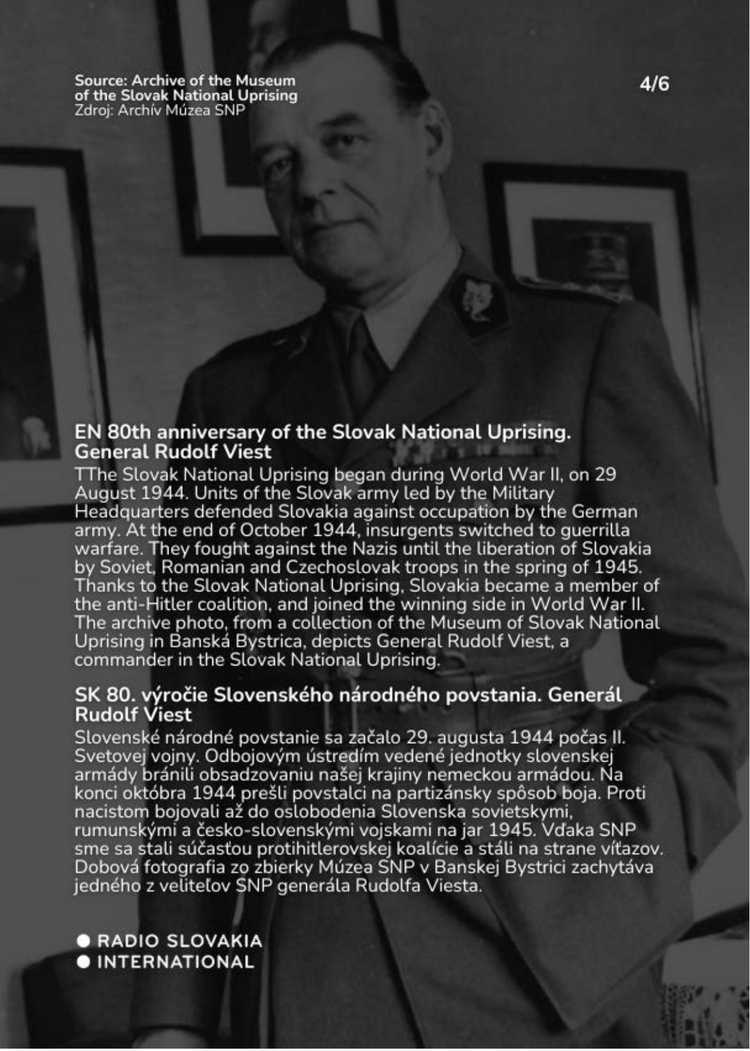 Source: Archive of the Museum
of the Slovak National Uprising
Zdroj: Archív Múzea SNP
4/6
EN 80th anniversary of the Slovak National Uprising.
General Rudolf Viest
TThe Slovak National Uprising began during World War II, on 29
August 1944. Units of the Slovak army led by the Military
Headquarters defended Slovakia against occupation by the German
army. At the end of October 1944, insurgents switched to guerrilla
warfare. They fought against the Nazis until the liberation of Slovakia
by Soviet, Romanian and Czechoslovak troops in the spring of 1945.
Thanks to the Slovak National Uprising, Slovakia became a member of
the anti-Hitler coalition, and joined the winning side in World War II.
The archive photo, from a collection of the Museum of Slovak National
Uprising in Banská Bystrica, depicts General Rudolf Viest, a
commander in the Slovak National Uprising.
SK 80. výročie Slovenského národného povstania. Generál
Rudolf Viest
Slovenské národné povstanie sa začalo 29. augusta 1944 počas II.
Svetovej vojny. Odbojovým ústredím vedené jednotky slovenskej
armády bránili obsadzovaniu našej krajiny nemeckou armádou. Na
konci októbra 1944 prešli povstalci na partizánsky spôsob boja. Proti
nacistom bojovali až do oslobodenia Slovenska sovietskymi,
rumunskými a česko-slovenskými vojskami na jar 1945. Vďaka SNP
sme sa stali súčasťou protihitlerovskej koalície a stáli na strane víťazov.
Dobová fotografia zo zbierky Múzea SNP v Banskej Bystrici zachytáva
jedného z veliteľov SNP generála Rudolfa Viesta.
RADIO SLOVAKIA
INTERNATIONAL